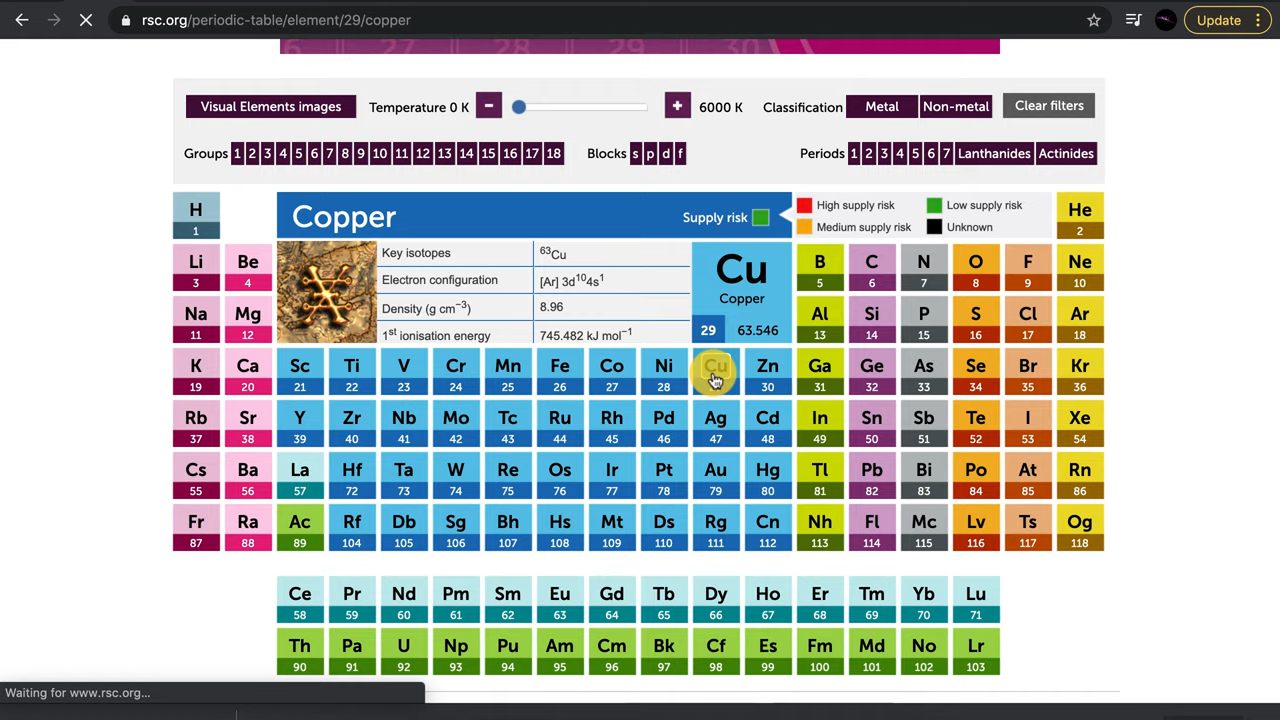 rsc.org/periodic-table/element/29/copper
Update
6 27 28 29 30
Visual Elements images Temperature 0 K - + 6000 K Classification Metal Non-metal Clear filters
Groups 1 2 3 4 5 6 7 8 9 10 11 12 13 14 15 16 17 18 Blocks s p d f Periods 1 2 3 4 5 6 7 Lanthanides Actinides
H
1
Copper
Supply risk
High supply risk
Low supply risk
Medium supply risk
Unknown
He
2
Key isotopes ⁶³Cu
Electron configuration [Ar] 3d¹⁰4s¹
Density (g cm⁻³) 8.96
1ˢᵗ ionisation energy 745.482 kJ mol⁻¹
Cu
Copper
29 63.546
Li Be B C N O F Ne
3 4 5 6 7 8 9 10
Na Mg Al Si P S Cl Ar
11 12 13 14 15 16 17 18
K Ca Sc Ti V Cr Mn Fe Co Ni Cu Zn Ga Ge As Se Br Kr
19 20 21 22 23 24 25 26 27 28 30 31 32 33 34 35 36
Rb Sr Y Zr Nb Mo Tc Ru Rh Pd Ag Cd In Sn Sb Te I Xe
37 38 39 40 41 42 43 44 45 46 47 48 49 50 51 52 53 54
Cs Ba La Hf Ta W Re Os Ir Pt Au Hg Tl Pb Bi Po At Rn
55 56 57 72 73 74 75 76 77 78 79 80 81 82 83 84 85 86
Fr Ra Ac Rf Db Sg Bh Hs Mt Ds Rg Cn Nh Fl Mc Lv Ts Og
87 88 89 104 105 106 107 108 109 110 111 112 113 114 115 116 117 118
Ce Pr Nd Pm Sm Eu Gd Tb Dy Ho Er Tm Yb Lu
58 59 60 61 62 63 64 65 66 67 68 69 70 71
Th Pa U Np Pu Am Cm Bk Cf Es Fm Md No Lr
90 91 92 93 94 95 96 97 98 99 100 101 102 103
Waiting for www.rsc.org...